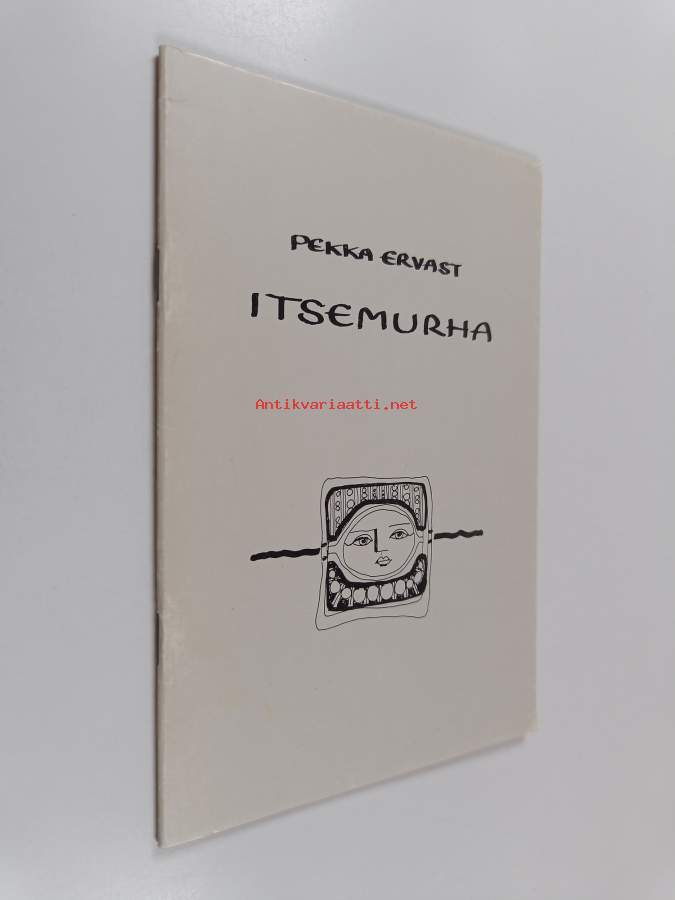 PEKKA ERVAST
ITSEMURHA
Antikvariaatti.net